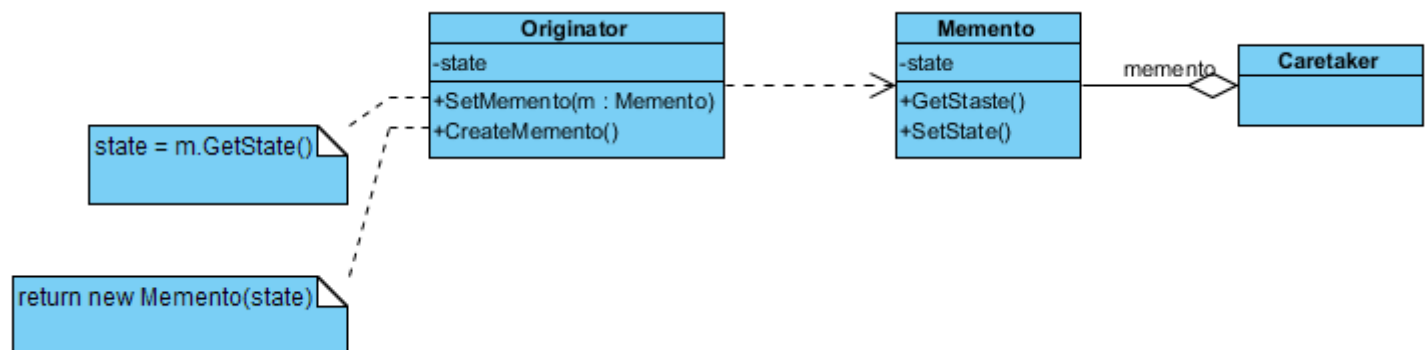 Originator
-state
+SetMemento(m : Memento)
+CreateMemento()
Memento
-state
+GetStaste()
+SetState()
memento
Caretaker
state = m.GetState()
return new Memento(state)